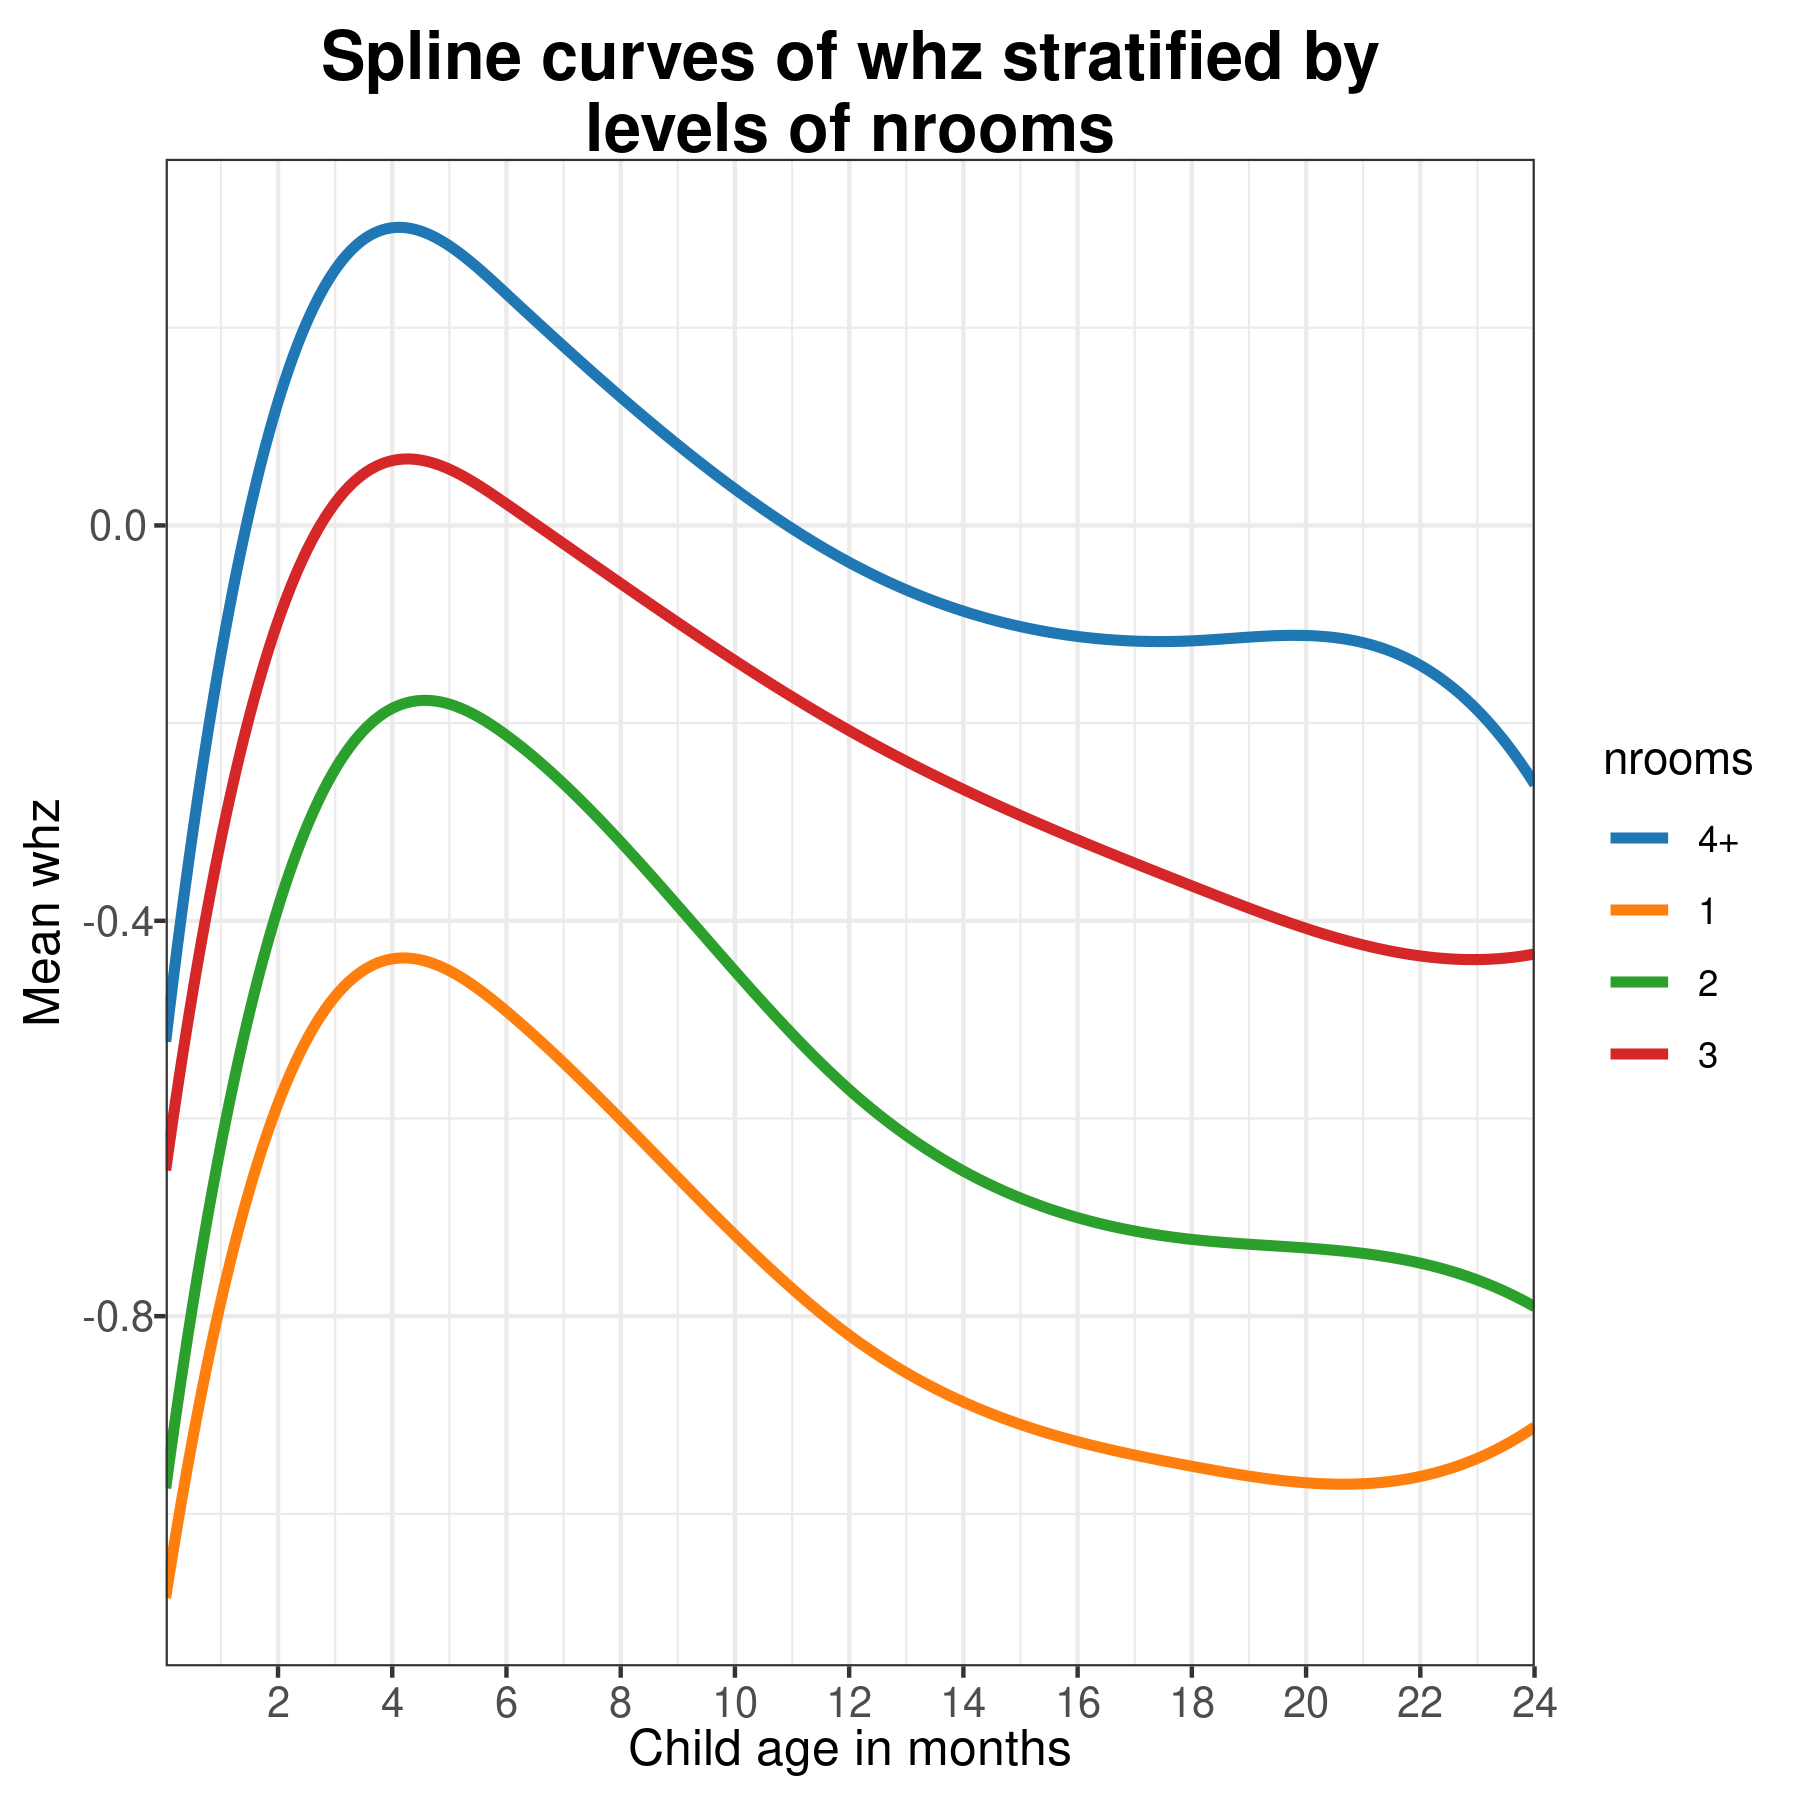 Spline curves of whz stratified by
levels of nrooms
Mean whz
0.0
-0.4
-0.8
2 4 6 8 10 12 14 16 18 20 22 24
Child age in months
nrooms
4+
1
2
3